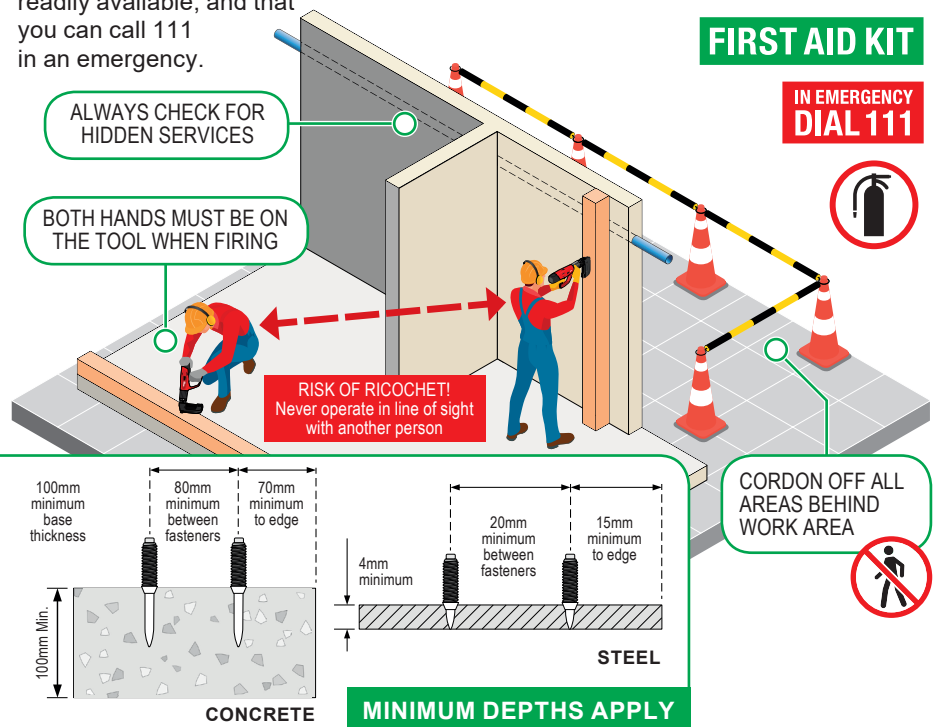 readily available, and that
you can call 111
in an emergency.
FIRST AID KIT
IN EMERGENCY
DIAL 111
ALWAYS CHECK FOR
HIDDEN SERVICES
BOTH HANDS MUST BE ON
THE TOOL WHEN FIRING
RISK OF RICOCHET!
Never operate in line of sight
with another person
CORDON OFF ALL
AREAS BEHIND
WORK AREA
100mm
minimum
base
thickness
80mm
minimum
between
fasteners
70mm
minimum
to edge
100mm Min.
CONCRETE
4mm
minimum
20mm
minimum
between
fasteners
15mm
minimum
to edge
STEEL
MINIMUM DEPTHS APPLY